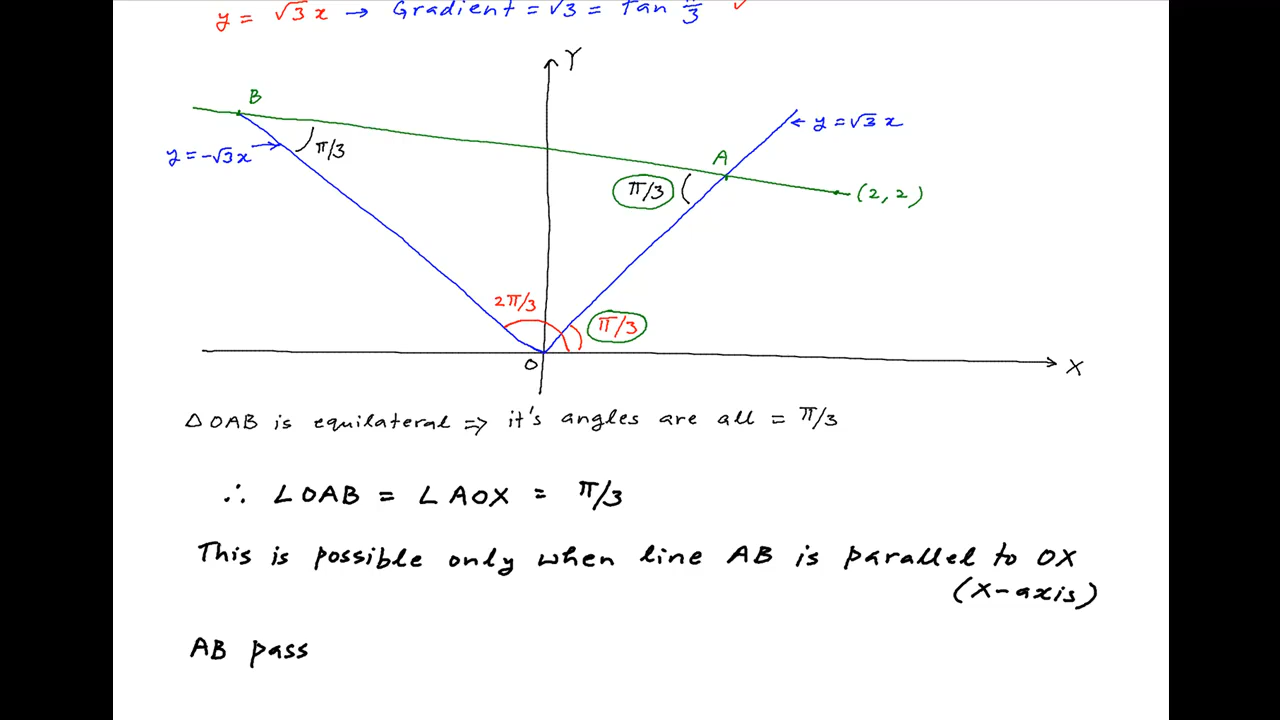 y = √3 x → Gradient = √3 = Tan π/3 ✓
Y
B
y = √3 x
A
y = -√3 x
π/3
π/3
(2, 2)
2π/3
π/3
O
X
△ OAB is equilateral ⇒ it's angles are all = π/3
∴ ∠OAB = ∠AOX = π/3
This is possible only when line AB is parallel to OX
(X-axis)
AB pass